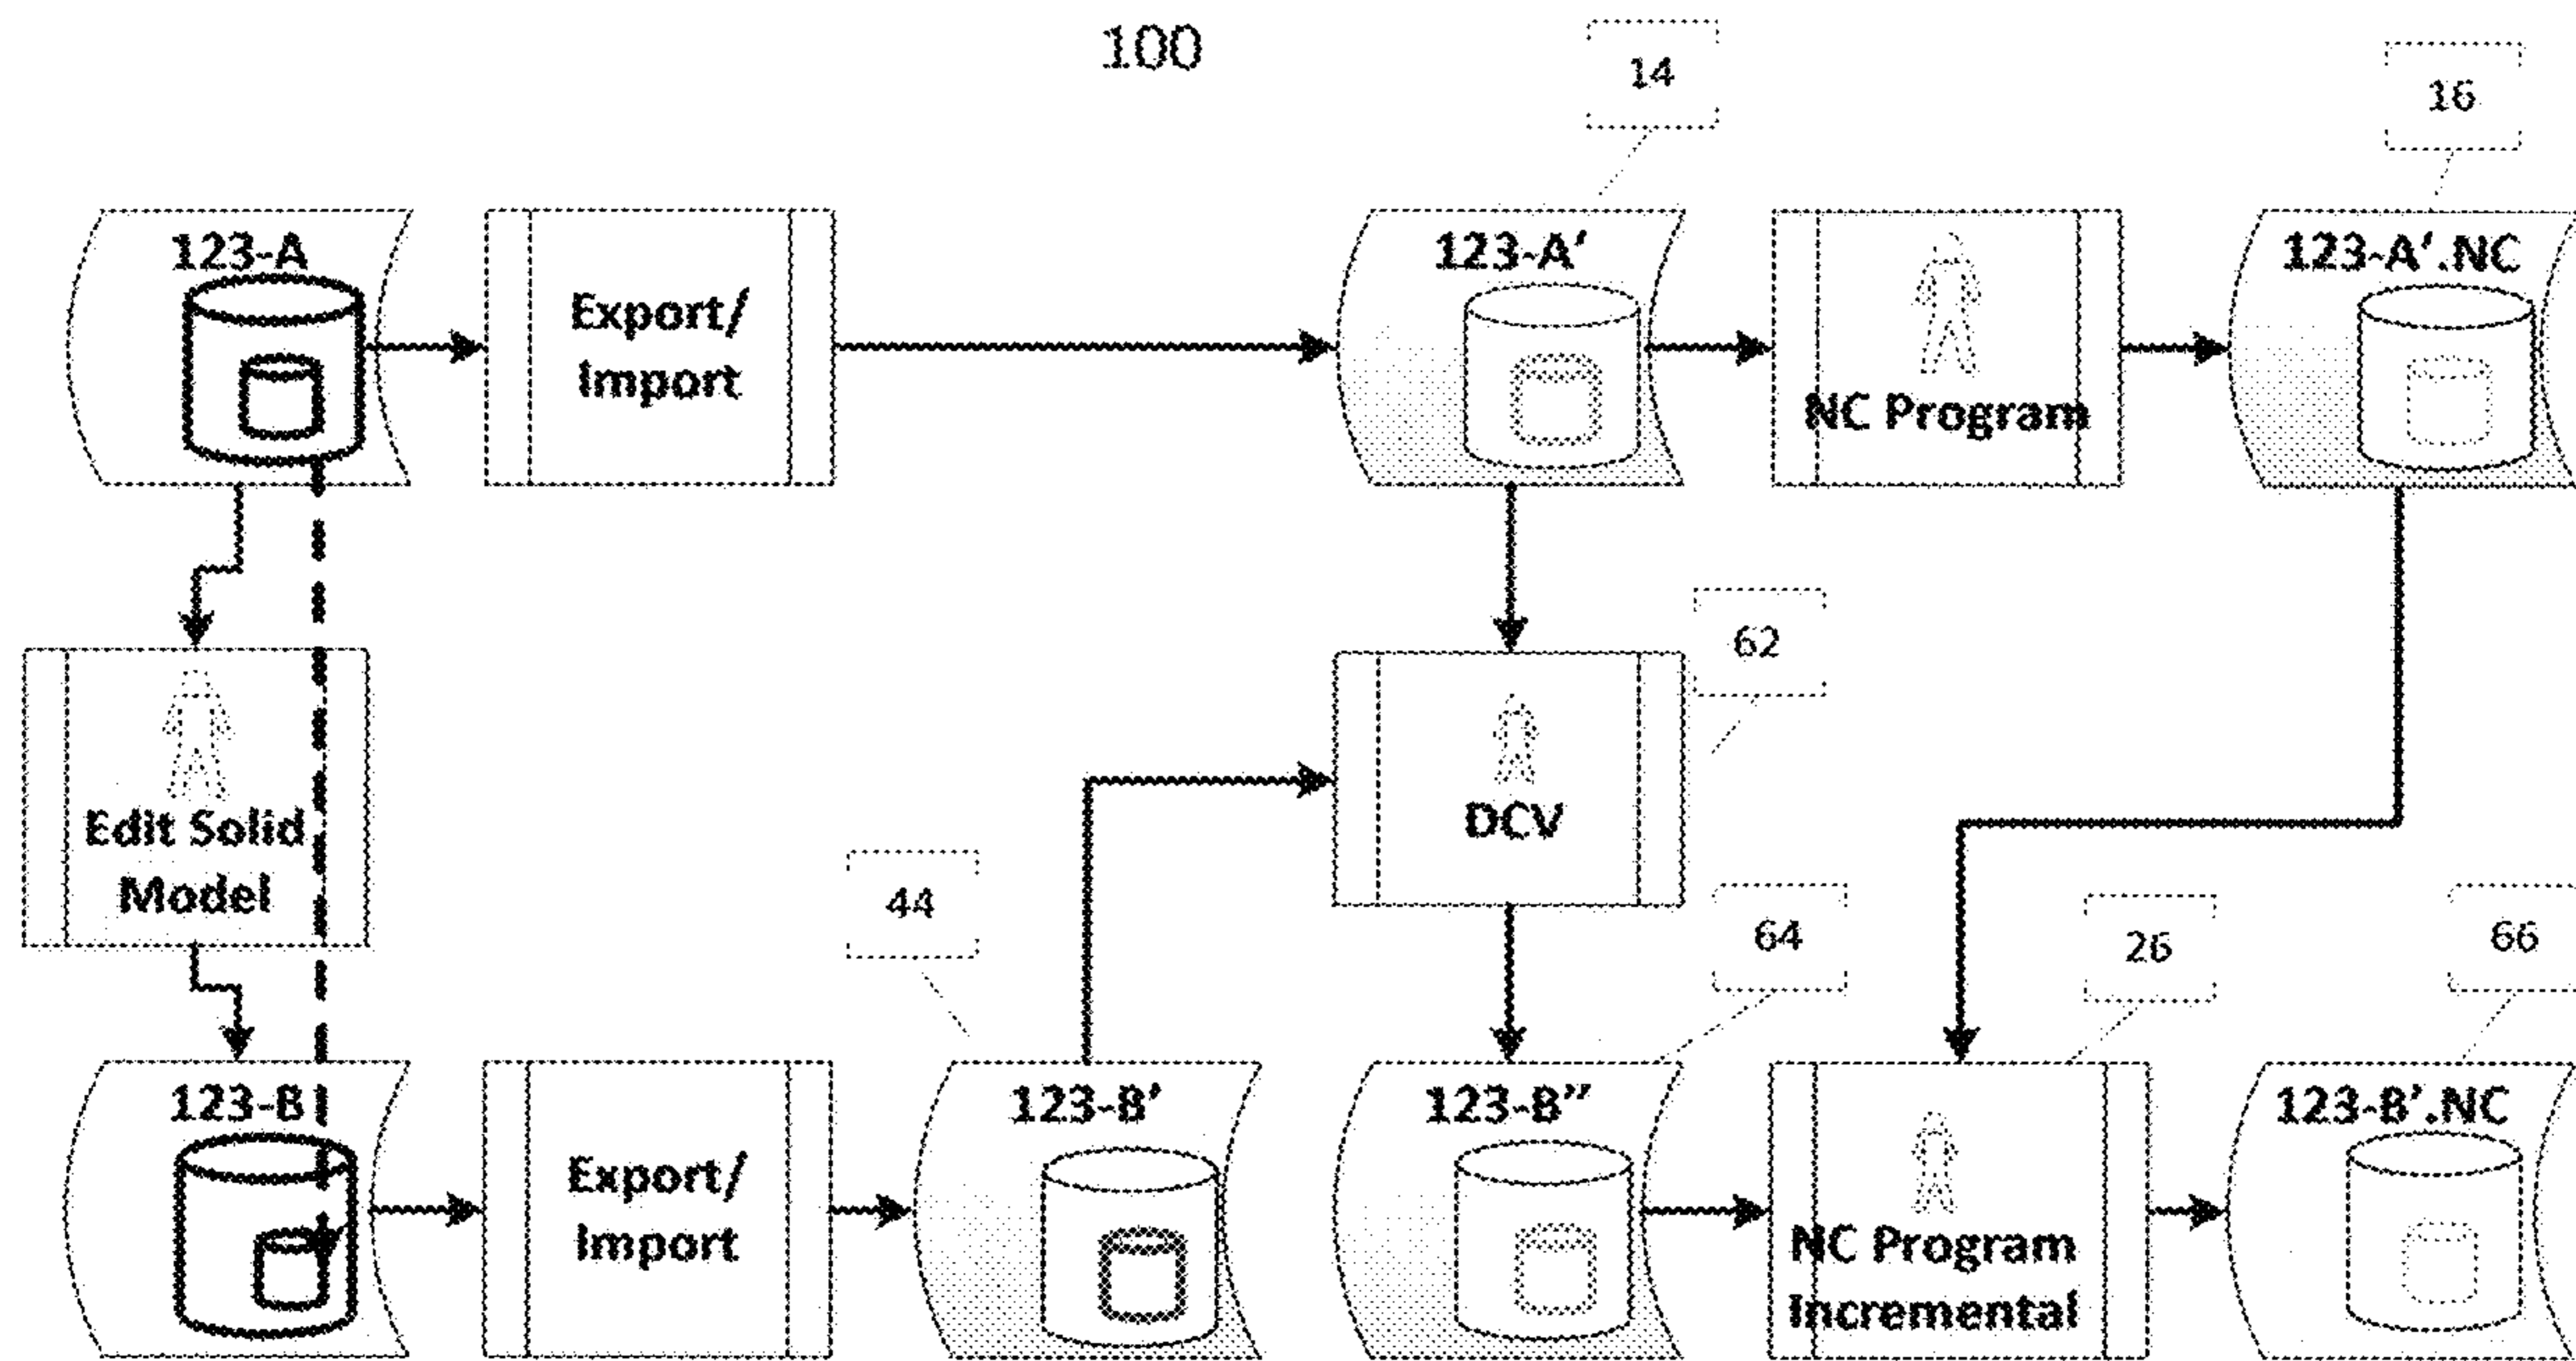 100
14
16
123-A
Export/
Import
123-A'
NC Program
123-A'.NC
62
Edit Solid
Model
DCV
44
64
26
66
123-B
Export/
Import
123-B'
123-B''
NC Program
Incremental
123-B'.NC